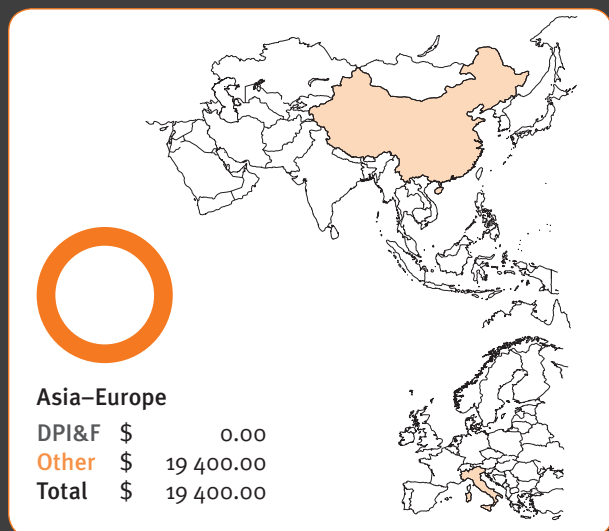 Asia–Europe
DPI&F $ 0.00
Other $ 19 400.00
Total $ 19 400.00